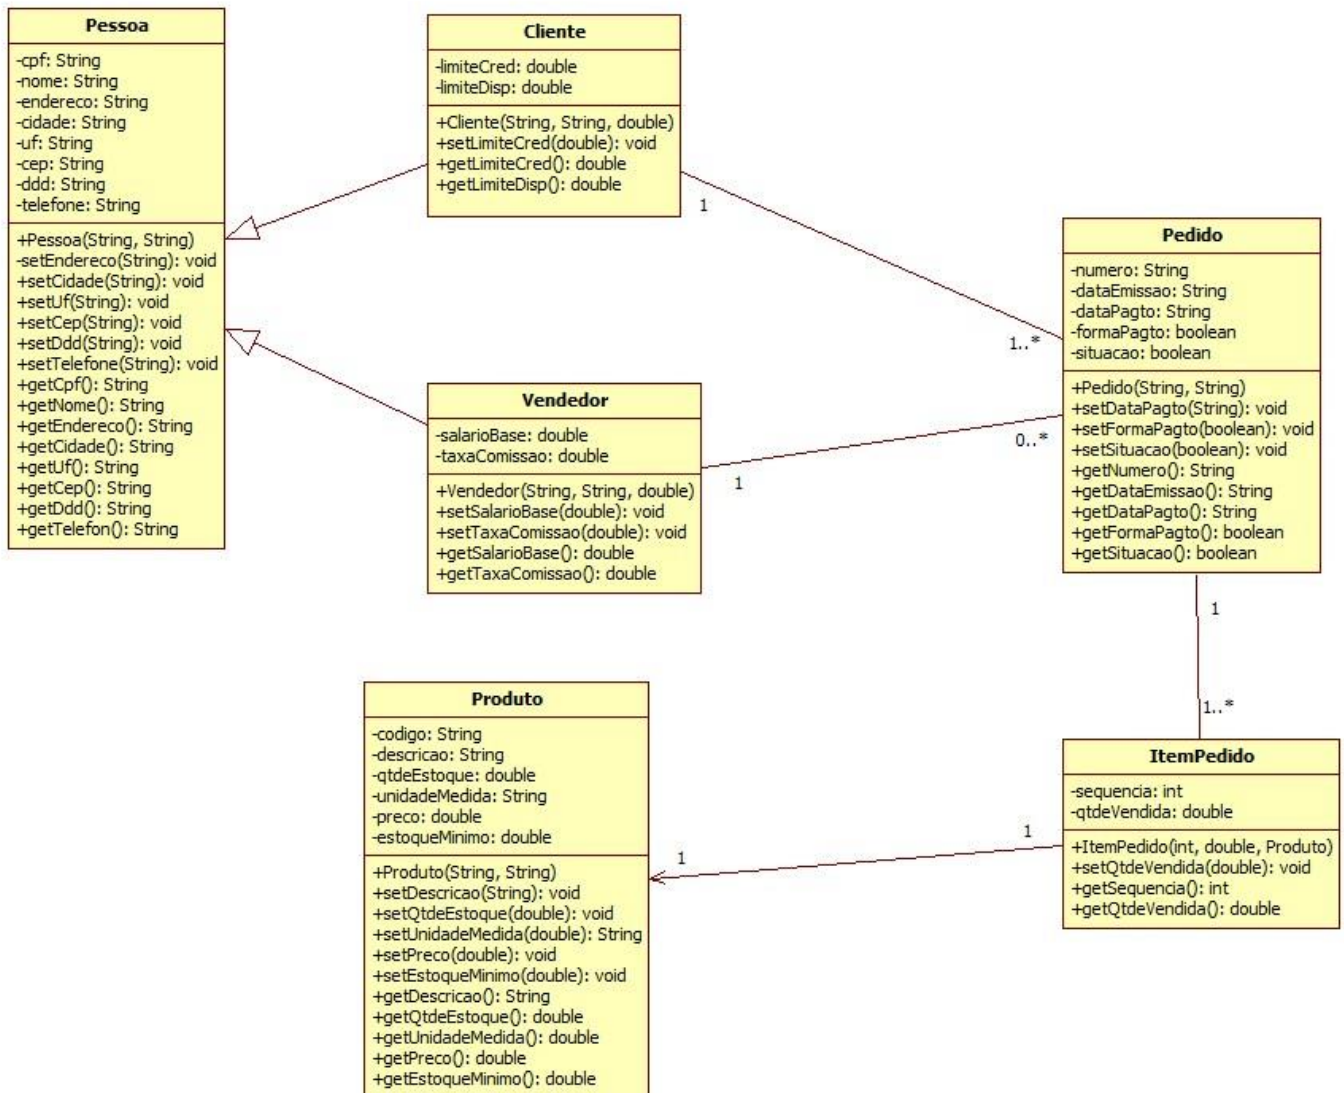 Pessoa
-cpf: String
-nome: String
-endereco: String
-cidade: String
-uf: String
-cep: String
-ddd: String
-telefone: String
+Pessoa(String, String)
-setEndereco(String): void
+setCidade(String): void
+setUf(String): void
+setCep(String): void
+setDdd(String): void
+setTelefone(String): void
+getCpf(): String
+getNome(): String
+getEndereco(): String
+getCidade(): String
+getUf(): String
+getCep(): String
+getDdd(): String
+getTelefon(): String
Cliente
-limiteCred: double
-limiteDisp: double
+Cliente(String, String, double)
+setLimiteCred(double): void
+getLimiteCred(): double
+getLimiteDisp(): double
1
1..*
Vendedor
-salarioBase: double
-taxaComissao: double
+Vendedor(String, String, double)
+setSalarioBase(double): void
+setTaxaComissao(double): void
+getSalarioBase(): double
+getTaxaComissao(): double
1
0..*
Pedido
-numero: String
-dataEmissao: String
-dataPagto: String
-formaPagto: boolean
-situacao: boolean
+Pedido(String, String)
+setDataPagto(String): void
+setFormaPagto(boolean): void
+setSituacao(boolean): void
+getNumero(): String
+getDataEmissao(): String
+getDataPagto(): String
+getFormaPagto(): boolean
+getSituacao(): boolean
1
1..*
Produto
-codigo: String
-descricao: String
-qtdeEstoque: double
-unidadeMedida: String
-preco: double
-estoqueMinimo: double
+Produto(String, String)
+setDescricao(String): void
+setQtdeEstoque(double): void
+setUnidadeMedida(double): String
+setPreco(double): void
+setEstoqueMinimo(double): void
+getDescricao(): String
+getQtdeEstoque(): double
+getUnidadeMedida(): double
+getPreco(): double
+getEstoqueMinimo(): double
1
1
ItemPedido
-sequencia: int
-qtdeVendida: double
+ItemPedido(int, double, Produto)
+setQtdeVendida(double): void
+getSequencia(): int
+getQtdeVendida(): double